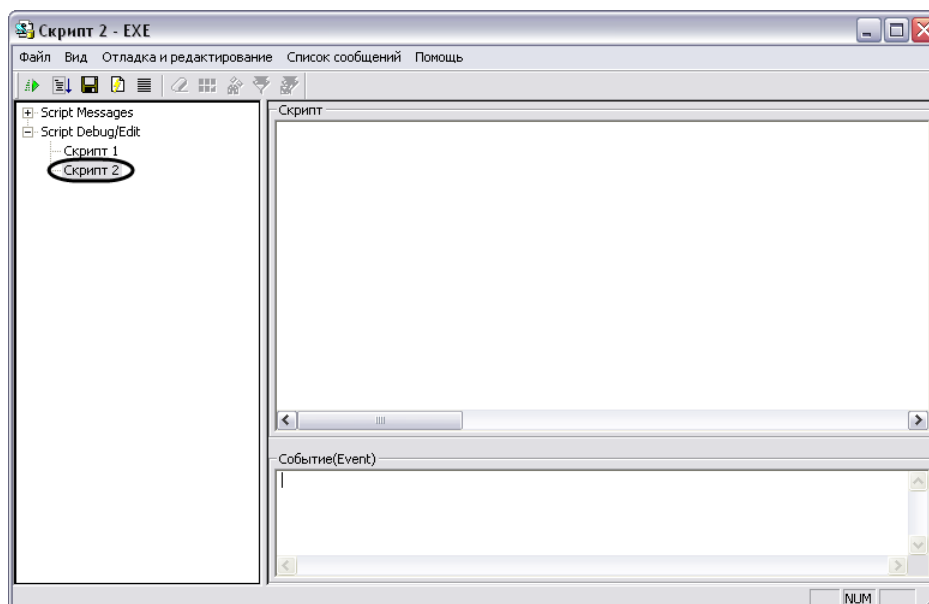 Скрипт 2 - EXE
Файл Вид Отладка и редактирование Список сообщений Помощь
Script Messages
Script Debug/Edit
Скрипт 1
Скрипт 2
Скрипт
Событие(Event)
NUM